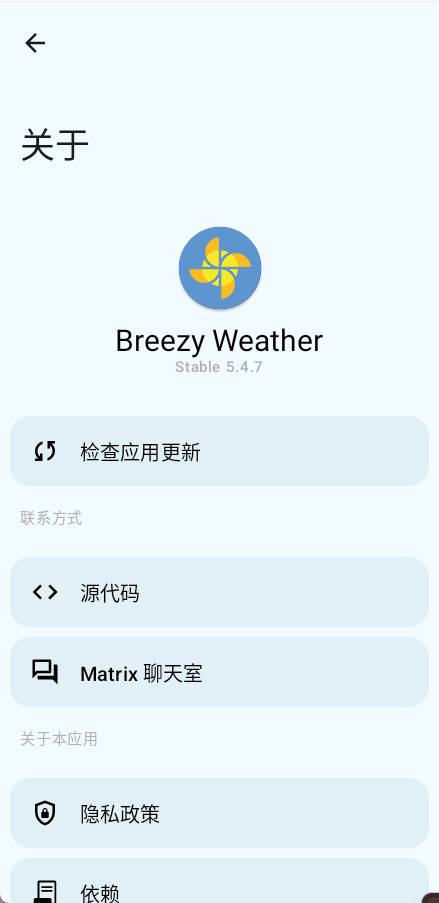 关于
Breezy Weather
Stable 5.4.7
检查应用更新
联系方式
源代码
Matrix 聊天室
关于本应用
隐私政策
依赖